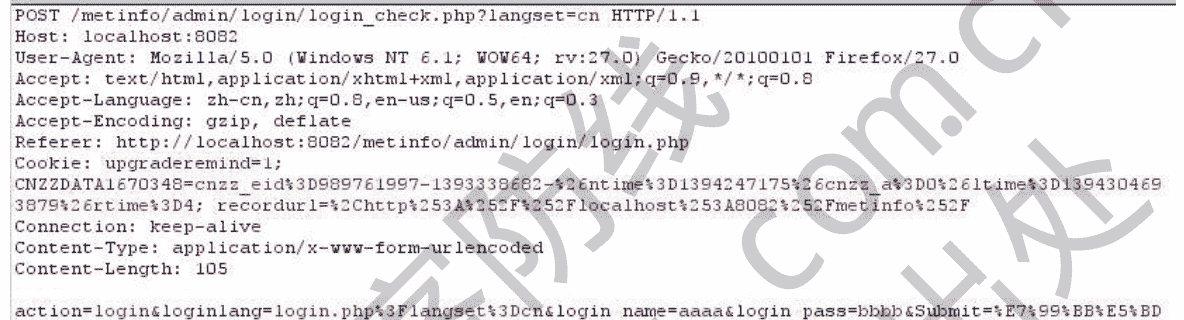 POST /metinfo/admin/login/login_check.php?langset=cn HTTP/1.1
Host: localhost:8082
User-Agent: Mozilla/5.0 (Windows NT 6.1; WOW64; rv:27.0) Gecko/20100101 Firefox/27.0
Accept: text/html,application/xhtml+xml,application/xml;q=0.9,*/*;q=0.8
Accept-Language: zh-cn,zh;q=0.8,en-us;q=0.5,en;q=0.3
Accept-Encoding: gzip, deflate
Referer: http://localhost:8082/metinfo/admin/login/login.php
Cookie: upgraderemind=1;
CNZZDATA1670348=cnzz_eid%3D989761997-1393338682-%26ntime%3D1394247175%26cnzz_a%3D0%26ltime%3D139430469
3879%26rtime%3D4; recordurl=%2Chttp%253A%252F%252Flocalhost%253A8082%252Fmetinfo%252F
Connection: keep-alive
Content-Type: application/x-www-form-urlencoded
Content-Length: 105
action=login&loginlang=login.php%3Flangset%3Dcn&login_name=aaaa&login_pass=bbbb&Submit=%E7%99%BB%E5%BD
防线
com.cn
出处